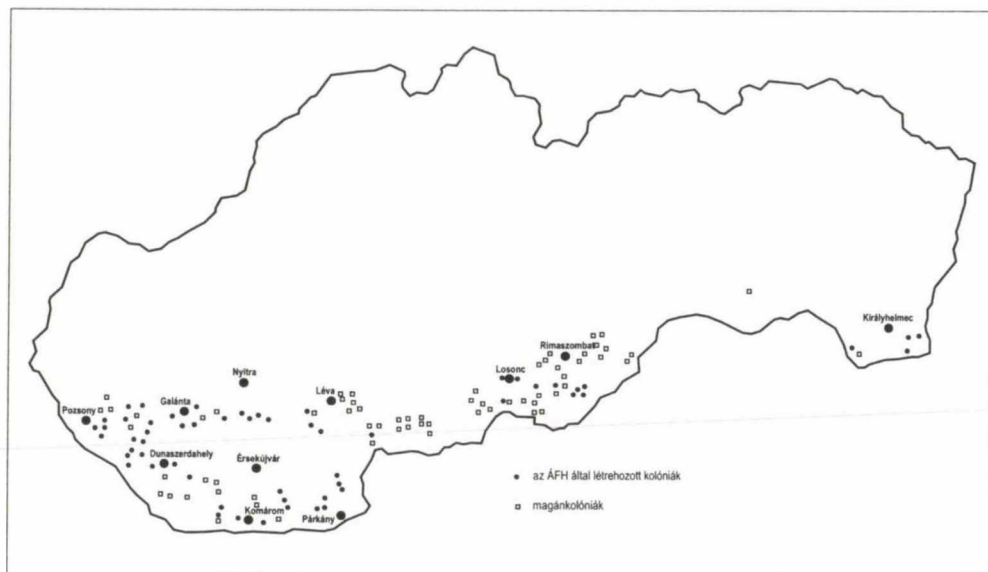 Királyhelmec
Rimaszombat
Losonc
Nyitra
Léva
Galánta
Pozsony
Dunaszerdahely
Érsekújvár
az ÁFH által létrehozott kolóniák
magánkolóniák
Komárom
Párkány